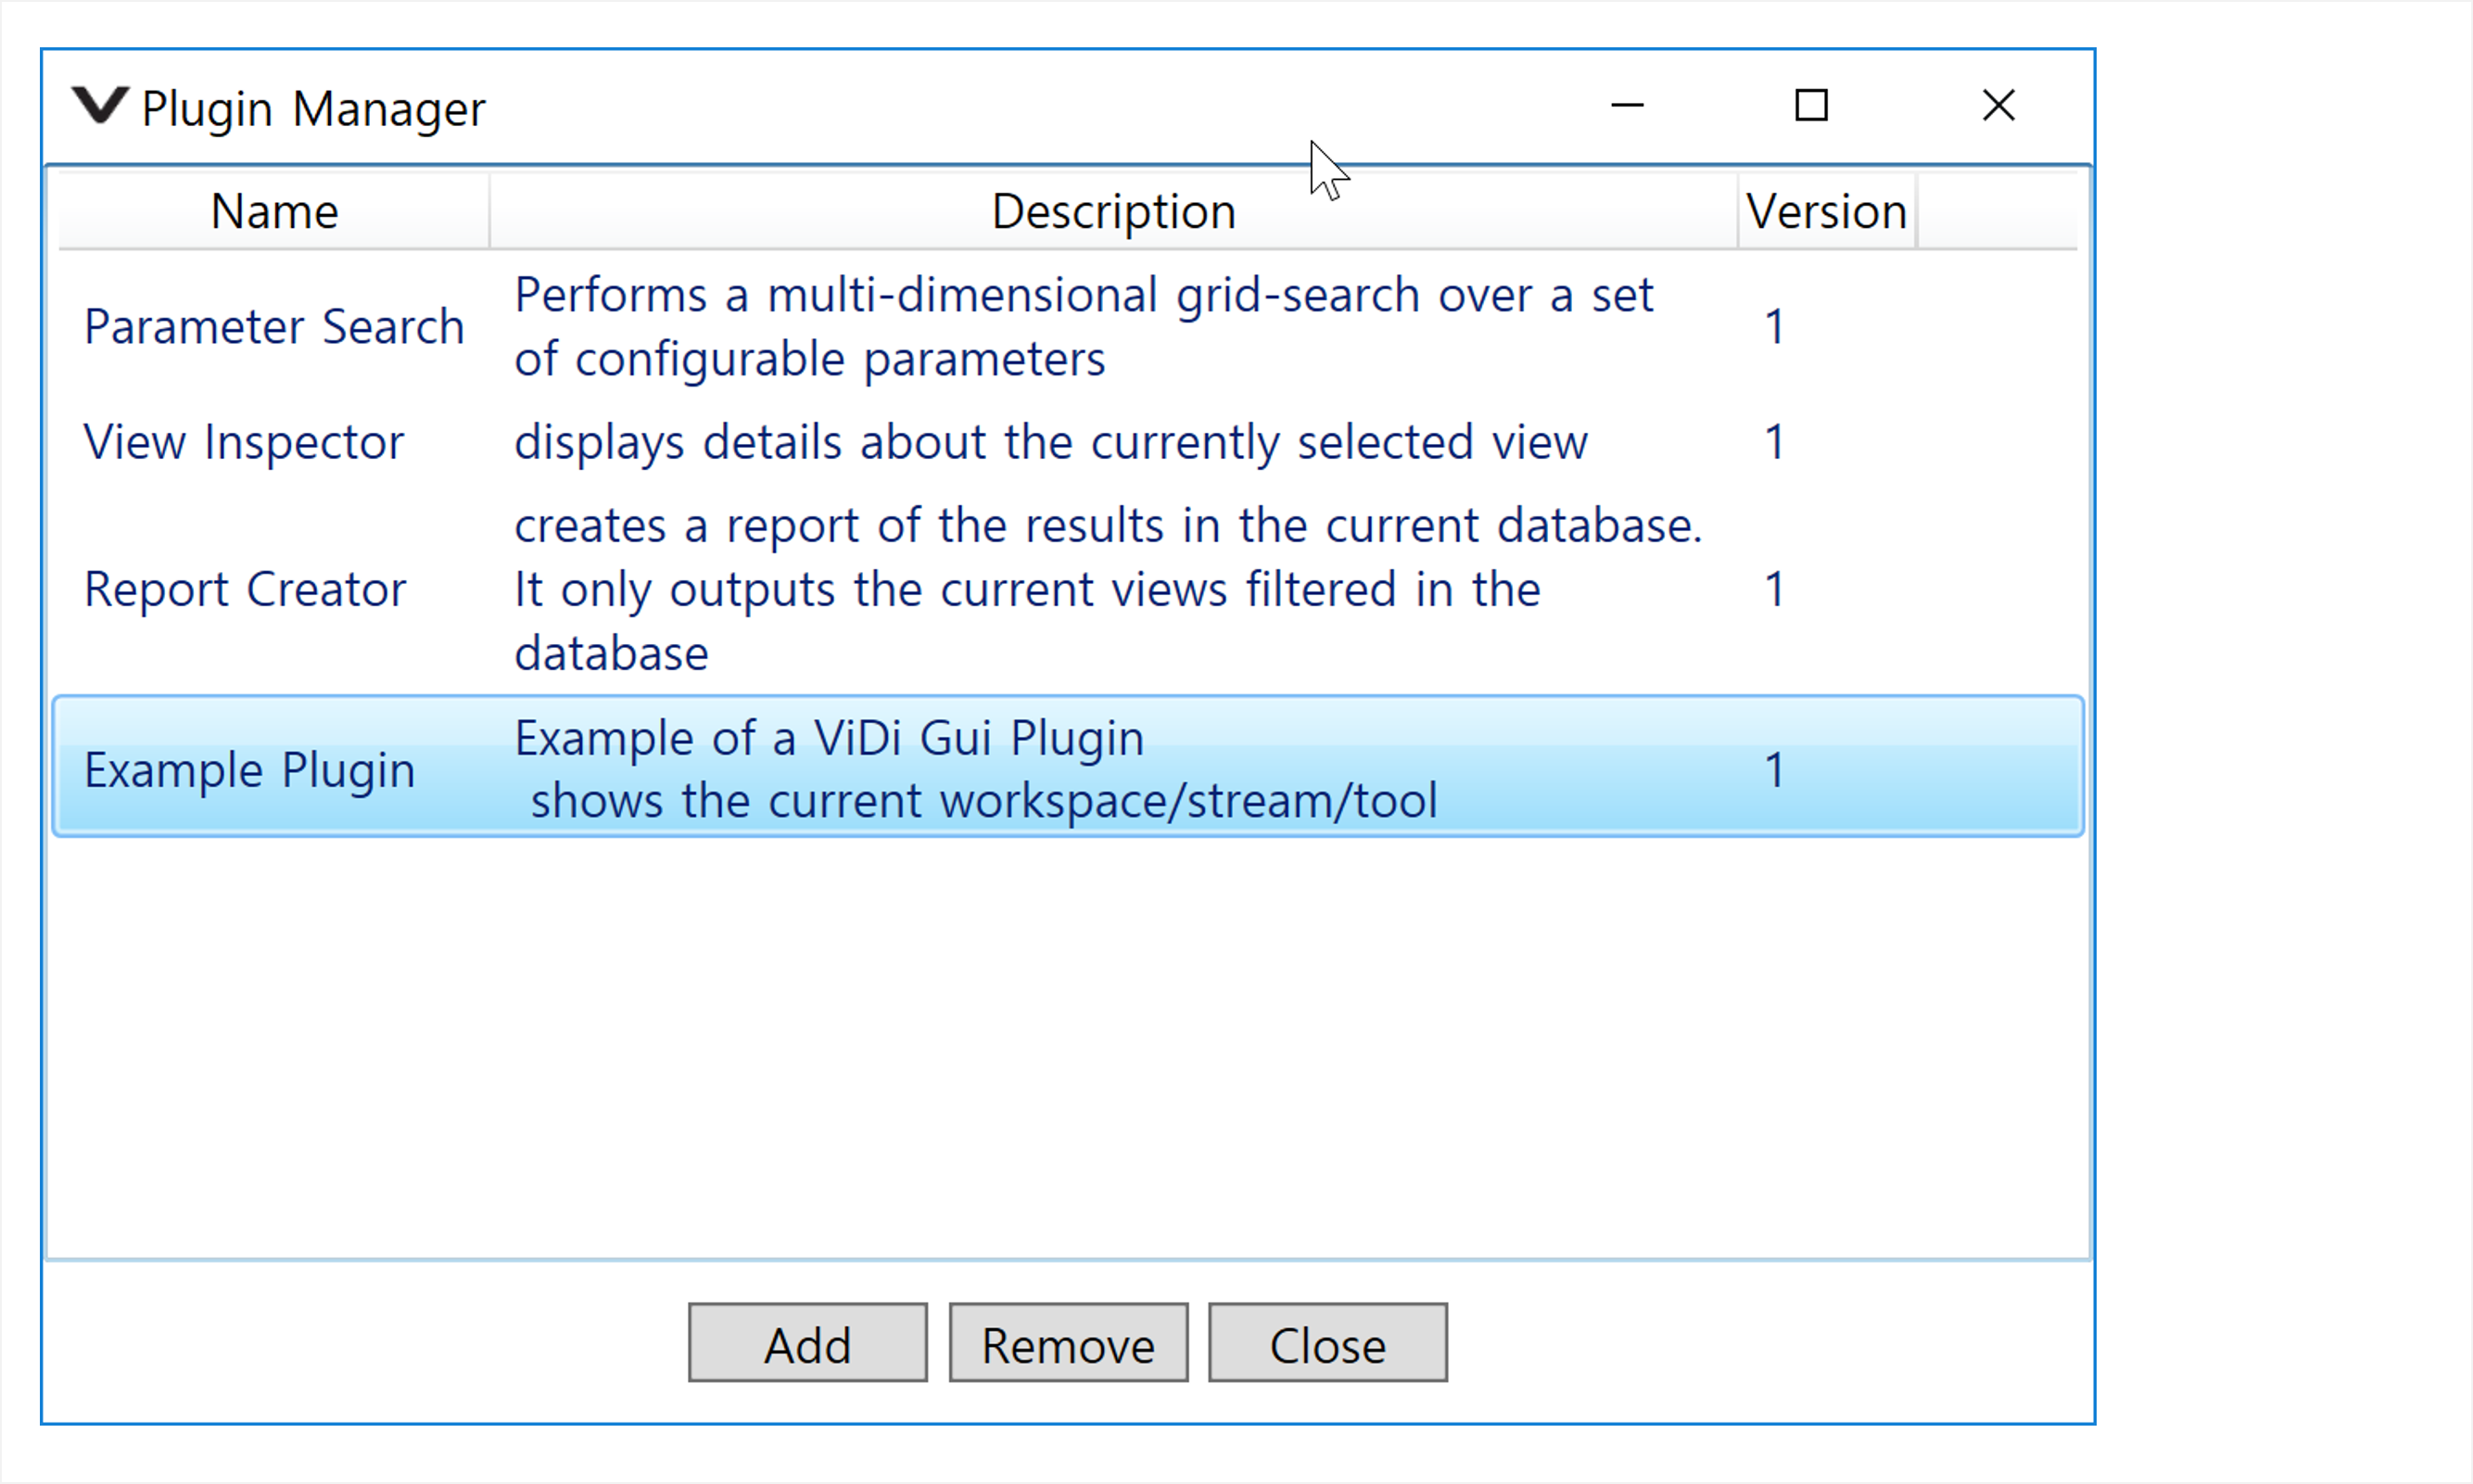 Plugin Manager
Name Description Version
Parameter Search Performs a multi-dimensional grid-search over a set 1
of configurable parameters
View Inspector displays details about the currently selected view 1
creates a report of the results in the current database.
Report Creator It only outputs the current views filtered in the 1
database
Example Plugin Example of a ViDi Gui Plugin 1
shows the current workspace/stream/tool
Add Remove Close